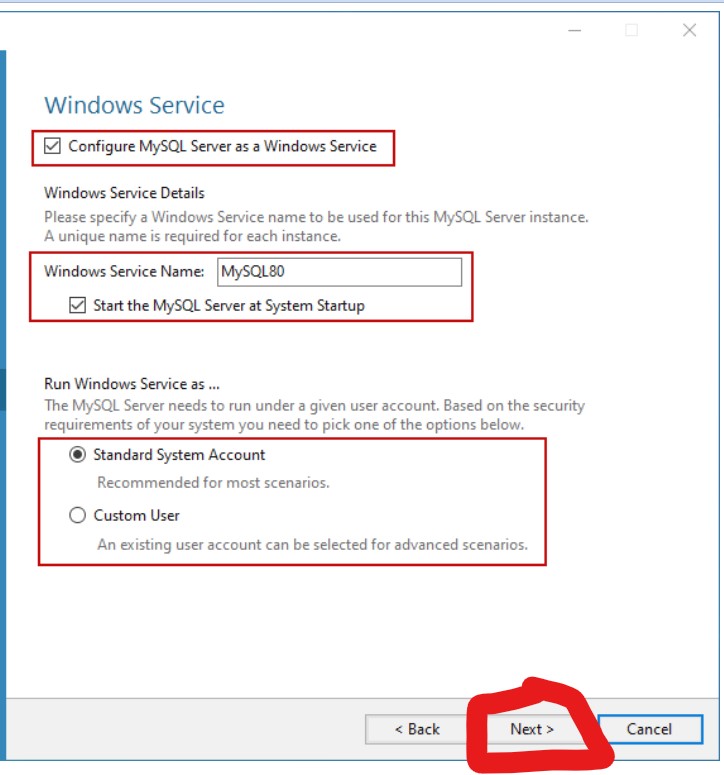 Windows Service
Configure MySQL Server as a Windows Service
Windows Service Details
Please specify a Windows Service name to be used for this MySQL Server instance.
A unique name is required for each instance.
Windows Service Name: MySQL80
Start the MySQL Server at System Startup
Run Windows Service as ...
The MySQL Server needs to run under a given user account. Based on the security
requirements of your system you need to pick one of the options below.
Standard System Account
Recommended for most scenarios.
Custom User
An existing user account can be selected for advanced scenarios.
< Back Next > Cancel